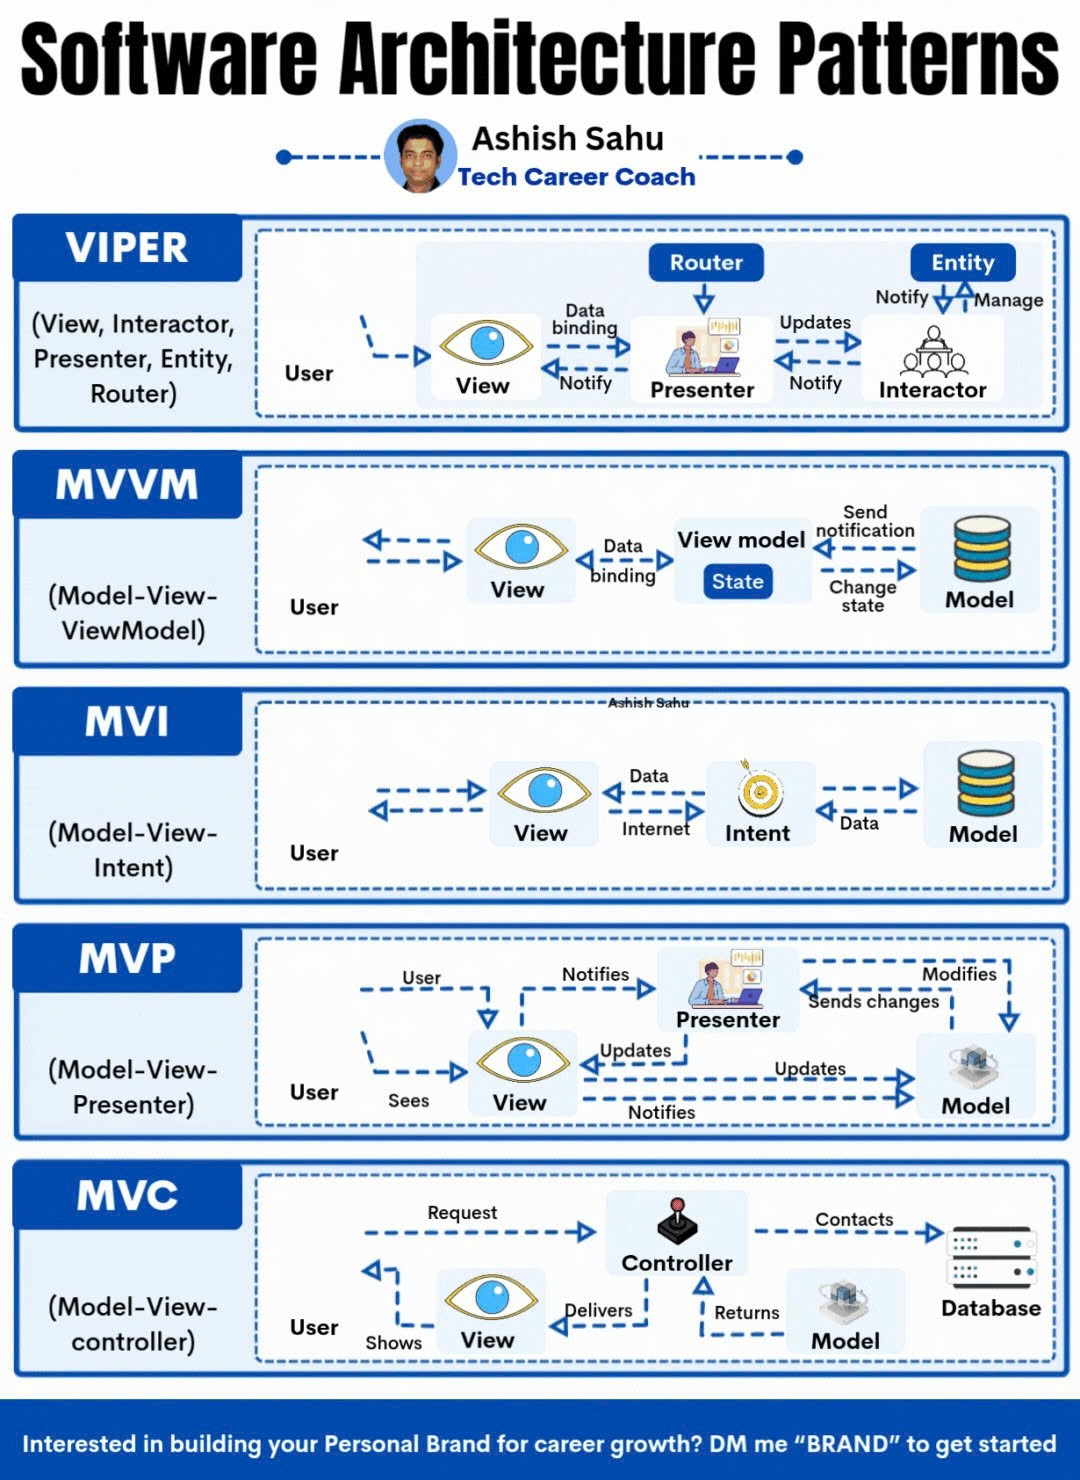 Software Architecture Patterns
Ashish Sahu
Tech Career Coach
VIPER
(View, Interactor,
Presenter, Entity,
Router)
User
View
Data
binding
Notify
Router
Presenter
Updates
Notify
Entity
Notify
Manage
Interactor
MVVM
(Model-View-
ViewModel)
User
View
Data
binding
View model
State
Send
notification
Change
state
Model
Ashish Sahu
MVI
(Model-View-
Intent)
User
View
Data
Internet
Intent
Data
Model
MVP
(Model-View-
Presenter)
User
User
Sees
View
Notifies
Updates
Presenter
Modifies
Sends changes
Updates
Notifies
Model
MVC
(Model-View-
controller)
User
Request
Shows
View
Delivers
Controller
Contacts
Returns
Model
Database
Interested in building your Personal Brand for career growth? DM me “BRAND” to get started